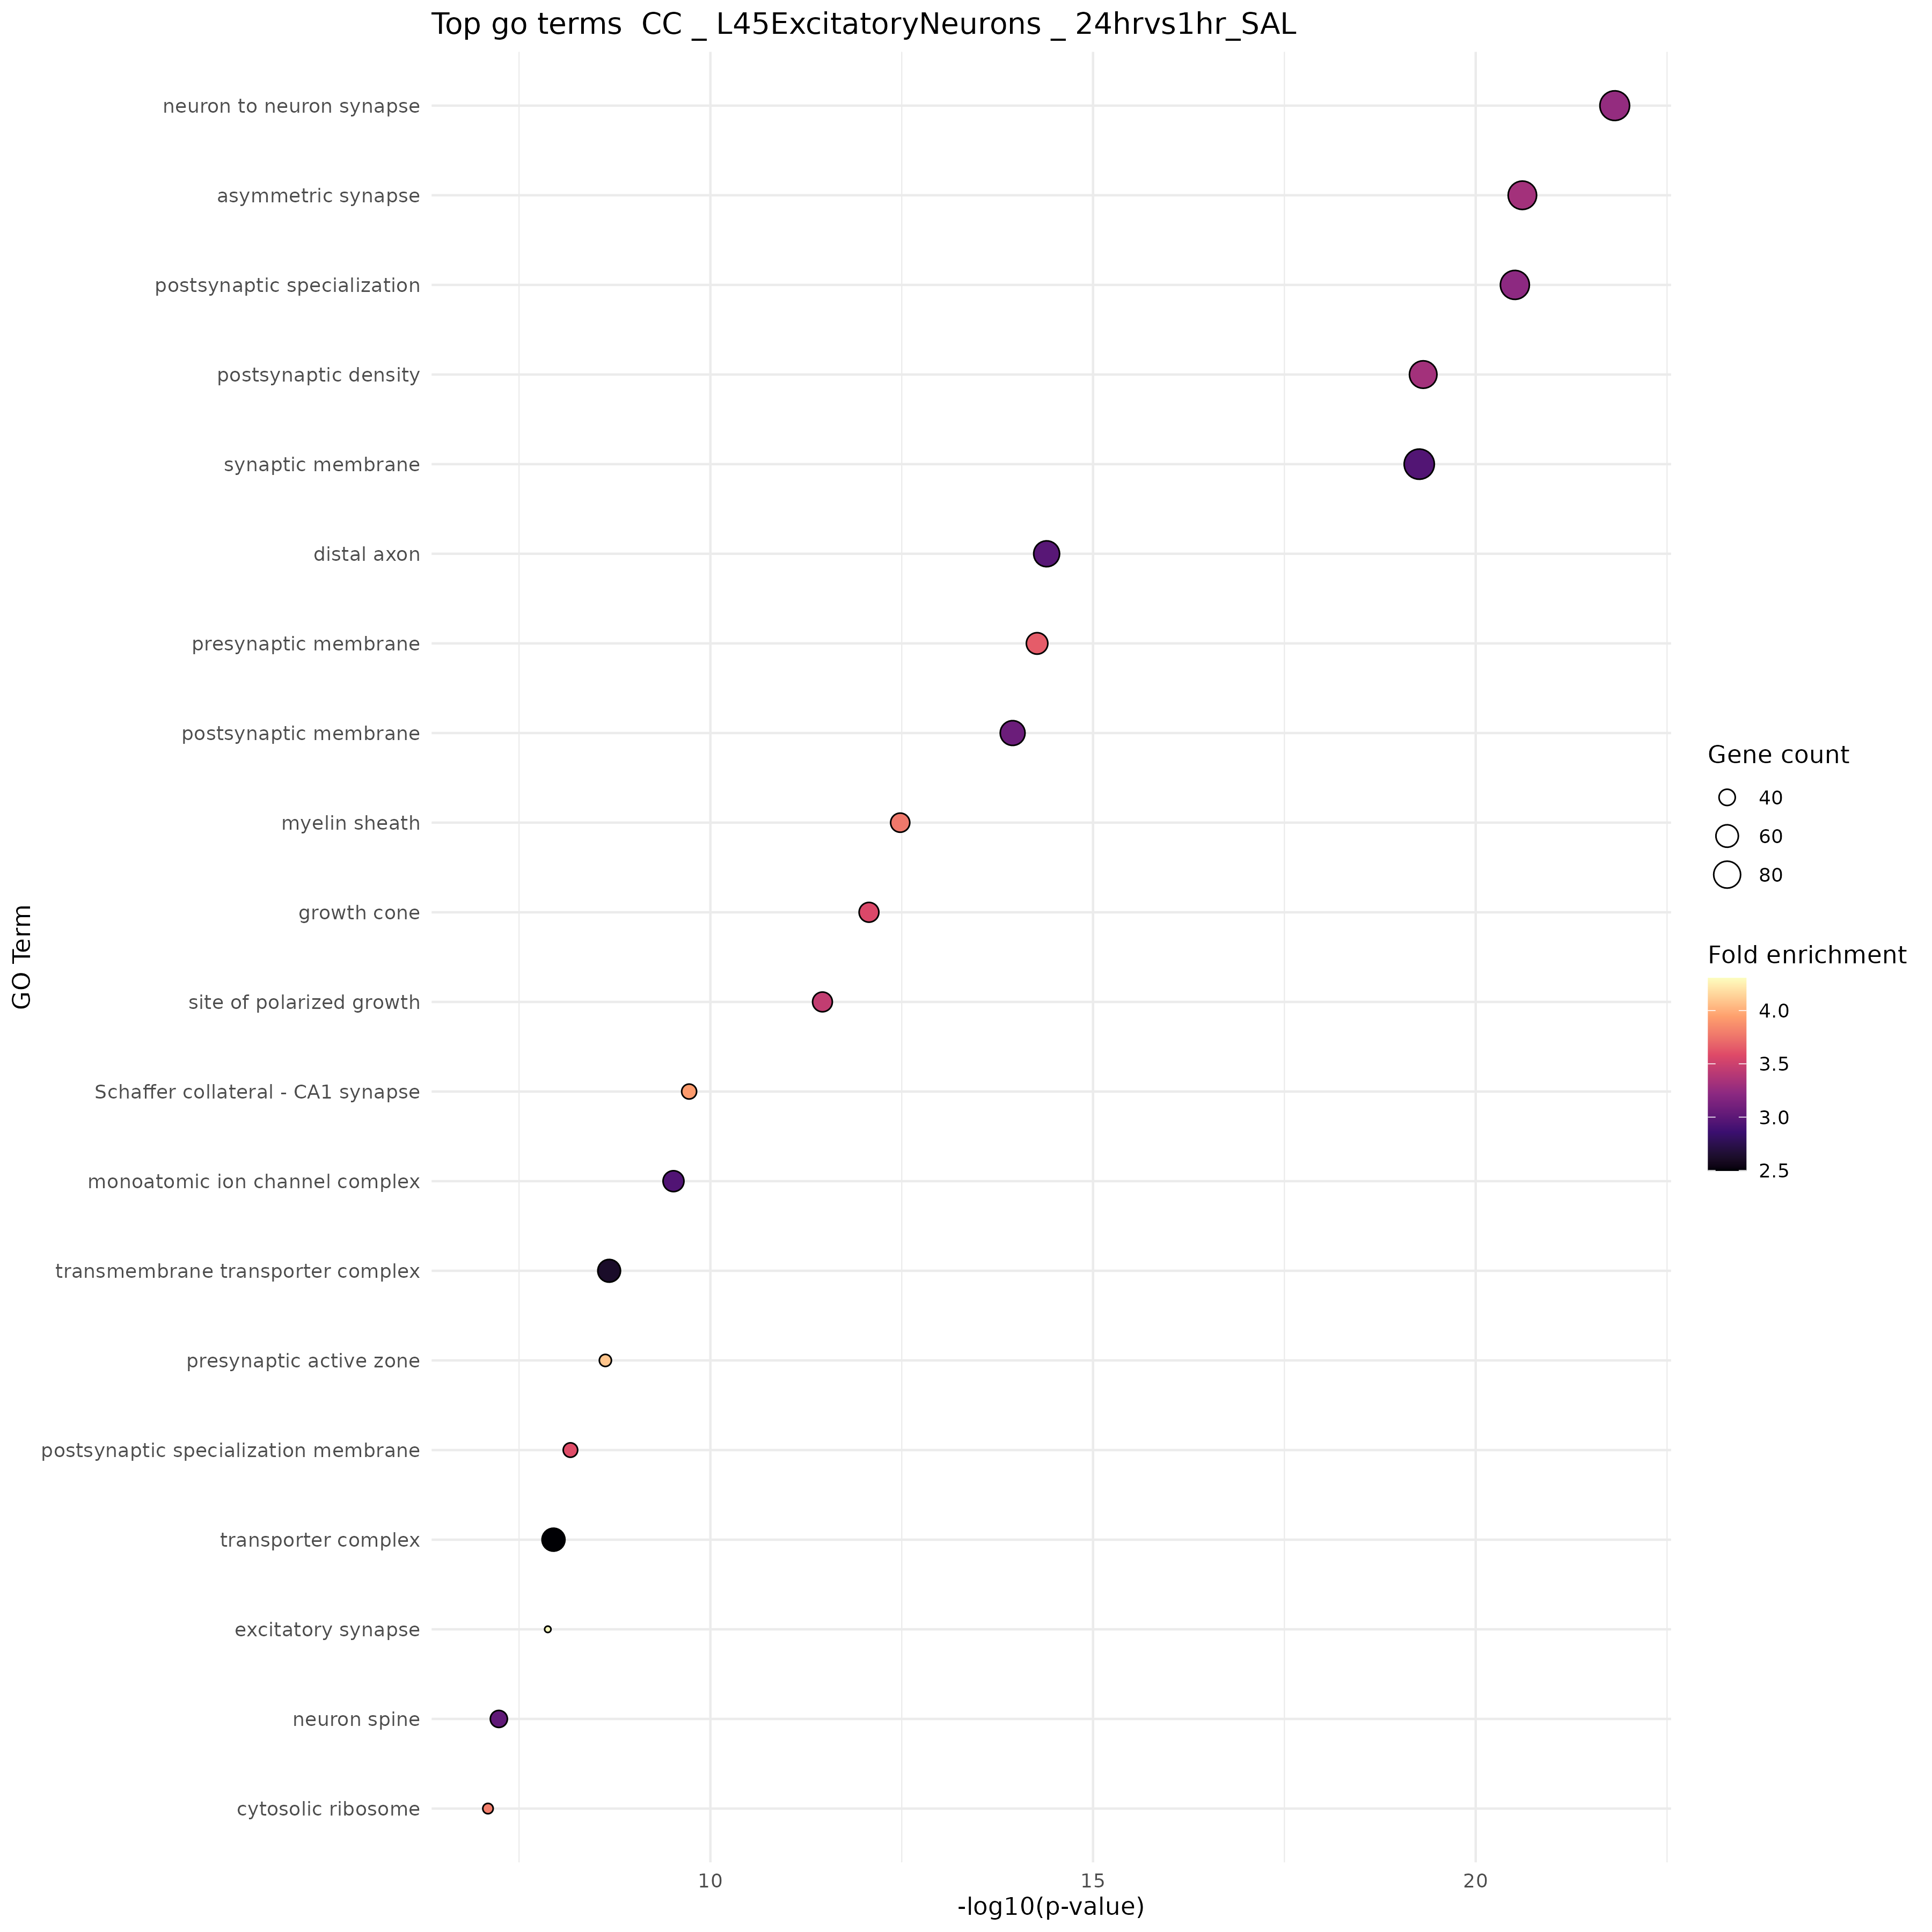 Top go terms  CC _ L45ExcitatoryNeurons _ 24hrvs1hr_SAL
neuron to neuron synapse
asymmetric synapse
postsynaptic specialization
postsynaptic density
synaptic membrane
distal axon
presynaptic membrane
postsynaptic membrane
myelin sheath
growth cone
site of polarized growth
Schaffer collateral - CA1 synapse
monoatomic ion channel complex
transmembrane transporter complex
presynaptic active zone
postsynaptic specialization membrane
transporter complex
excitatory synapse
neuron spine
cytosolic ribosome
GO Term
10
15
20
-log10(p-value)
Gene count
40
60
80
Fold enrichment
4.0
3.5
3.0
2.5